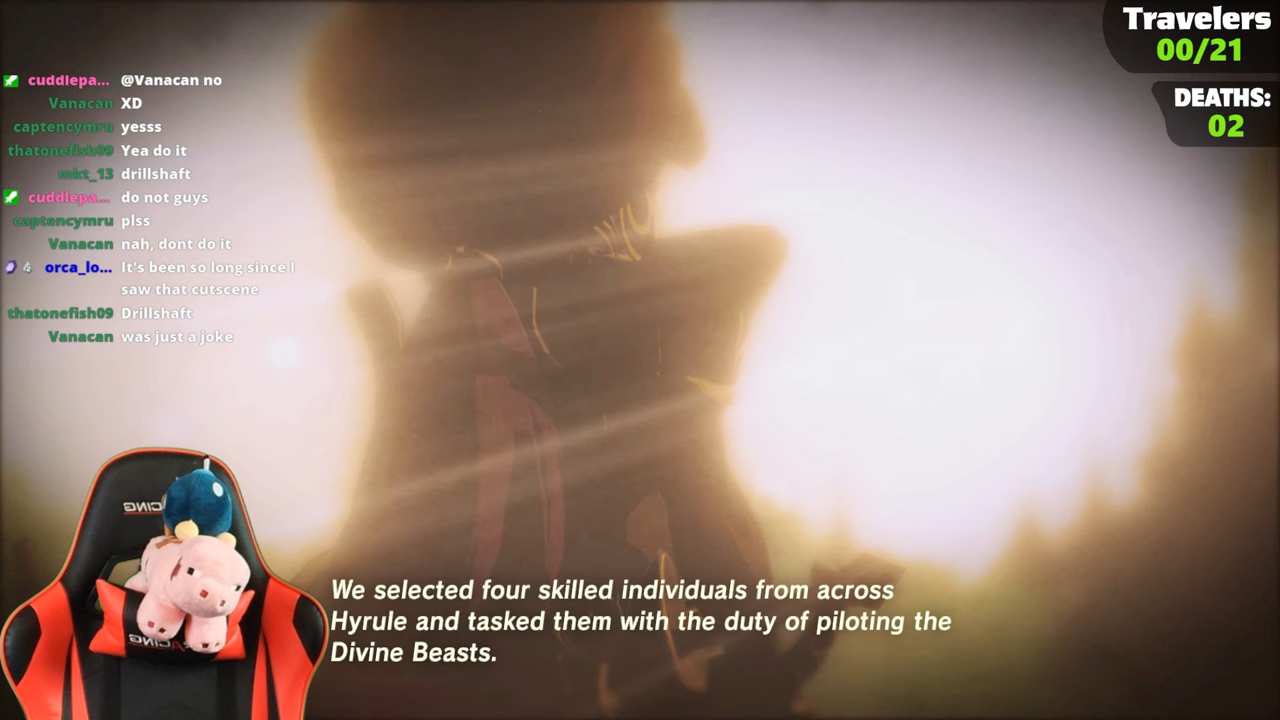 Travelers
00/21
DEATHS:
02
cuddlepa... @Vanacan no
Vanacan XD
captencymru yesss
thatonefish09 Yea do it
mkt_13 drillshaft
cuddlepa... do not guys
captencymru plss
Vanacan nah, dont do it
4 orca_lo... It's been so long since I
saw that cutscene
thatonefish09 Drillshaft
Vanacan was just a joke
We selected four skilled individuals from across
Hyrule and tasked them with the duty of piloting the
Divine Beasts.